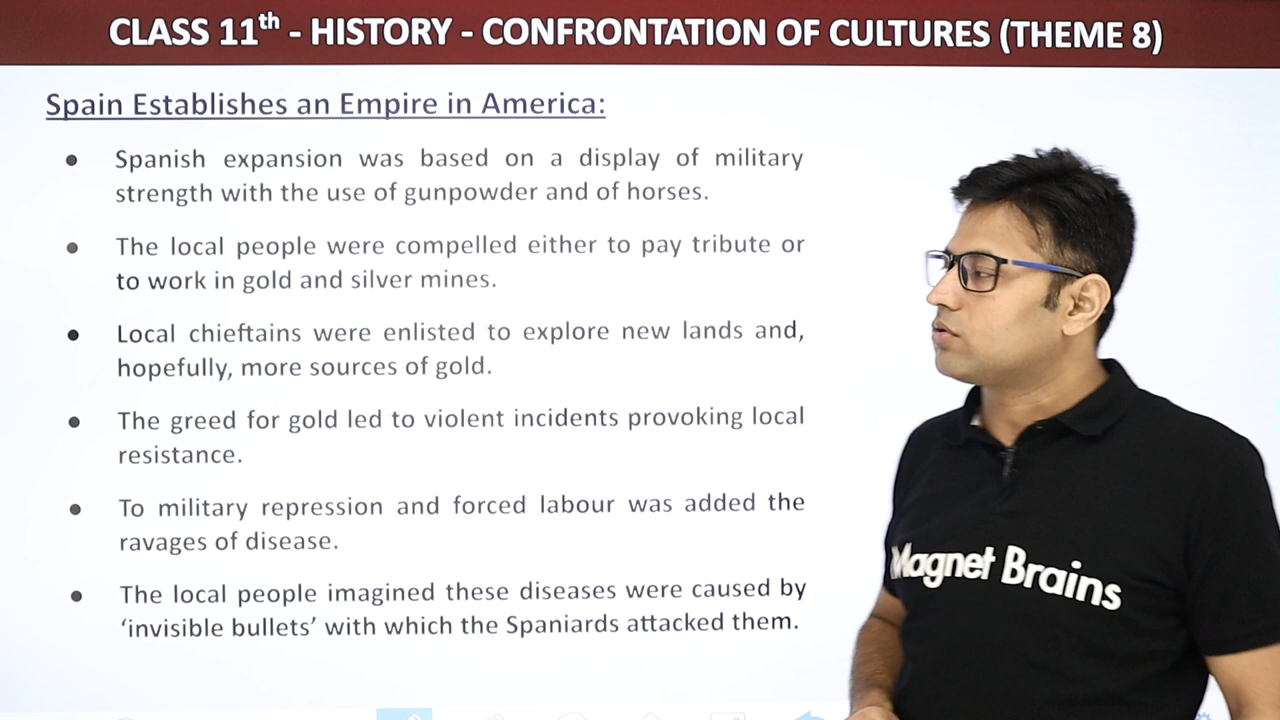 CLASS 11th - HISTORY - CONFRONTATION OF CULTURES (THEME 8)
Spain Establishes an Empire in America:
● Spanish expansion was based on a display of military
strength with the use of gunpowder and of horses.
● The local people were compelled either to pay tribute or
to work in gold and silver mines.
● Local chieftains were enlisted to explore new lands and,
hopefully, more sources of gold.
● The greed for gold led to violent incidents provoking local
resistance.
● To military repression and forced labour was added the
ravages of disease.
● The local people imagined these diseases were caused by
‘invisible bullets’ with which the Spaniards attacked them.
Magnet Brains